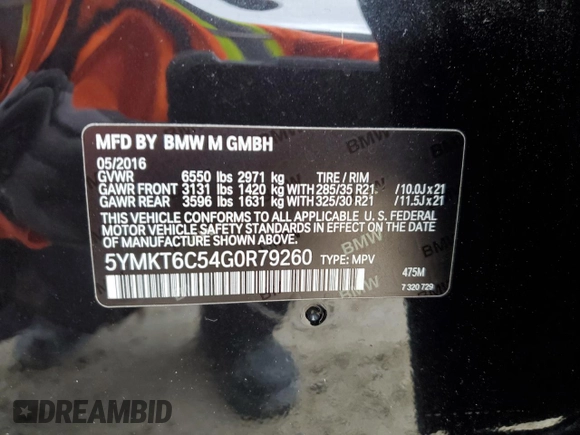 MFD BY BMW M GMBH
05/2016
GVWR 6550 lbs 2971 kg TIRE / RIM
GAWR FRONT 3131 lbs 1420 kg WITH 285/35 R21 /10.0J x 21
GAWR REAR 3596 lbs 1631 kg WITH 325/30 R21 /11.5J x 21
THIS VEHICLE CONFORMS TO ALL APPLICABLE U. S. FEDERAL
MOTOR VEHICLE SAFETY STANDARDS IN EFFECT ON THE DATE
OF MANUFACTURE SHOWN ABOVE.
5YMKT6C54G0R79260 TYPE: MPV
475M
7 320 729
DREAMBID